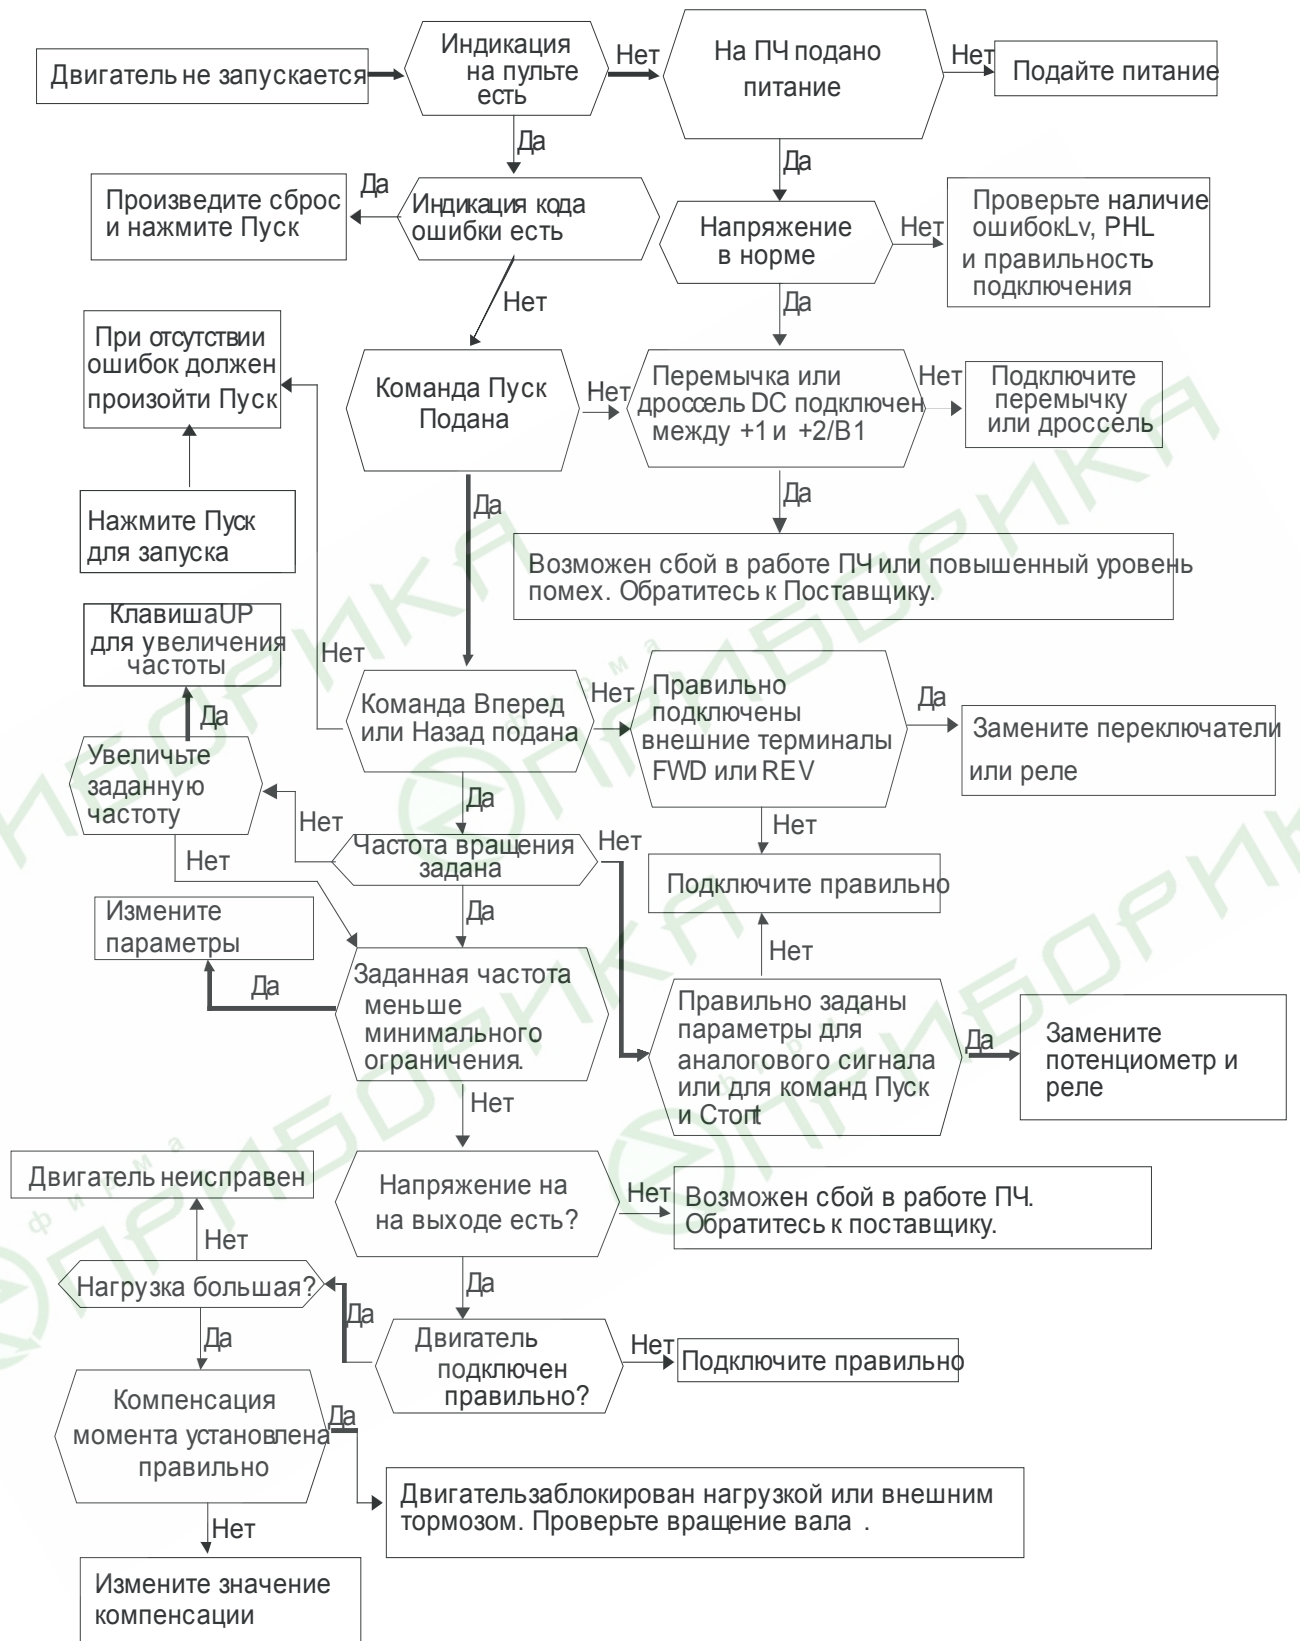 Двигатель не запускается
Индикация
на пульте
есть
Нет
На ПЧ подано
питание
Нет
Подайте питание
Да
Да
Произведите сброс
и нажмите Пуск
Да
Индикация кода
ошибки есть
Напряжение
в норме
Нет
Проверьте наличие
ошибокLv, PHL
и правильность
подключения
Нет
Да
При отсутствии
ошибок должен
произойти Пуск
Команда Пуск
Подана
Нет
Перемычка или
дроссель DC подключен
между +1 и +2/B1
Нет
Подключите
перемычку
или дроссель
Да
Да
Нажмите Пуск
для запуска
Возможен сбой в работе ПЧ или повышенный уровень
помех. Обратитесь к Поставщику.
КлавишаUP
для увеличения
частоты
Нет
Да
Команда Вперед
или Назад подана
Нет
Правильно
подключены
внешние терминалы
FWD или REV
Да
Замените переключатели
или реле
Увеличьте
заданную
частоту
Да
Нет
Нет
Нет
Частота вращения
задана
Нет
Подключите правильно
Да
Измените
параметры
Нет
Да
Заданная частота
меньше
минимального
ограничения.
Правильно заданы
параметры для
аналогового сигнала
или для команд Пуск
и Стопt
Да
Замените
потенциометр и
реле
Нет
Двигатель неисправен
Напряжение на
на выходе есть?
Нет
Возможен сбой в работе ПЧ.
Обратитесь к поставщику.
Нет
Да
Нагрузка большая?
Да
Да
Двигатель
подключен
правильно?
Нет
Подключите правильно
Компенсация
момента установлена
правильно
Да
Двигательзаблокирован нагрузкой или внешним
тормозом. Проверьте вращение вала .
Нет
Измените значение
компенсации
фирма
ПРИБОРИКА
фирма
ПРИБОРИКА
фирма
ПРИБОРИКА